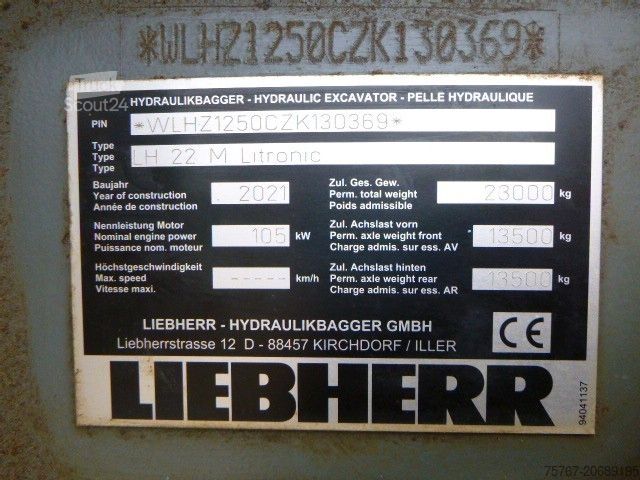 *WLHZ1250CZK130369*
Truck
Scout24
HYDRAULIKBAGGER - HYDRAULIC EXCAVATOR - PELLE HYDRAULIQUE
PIN *WLHZ1250CZK130369*
Type
Type LH 22 M Litronic
Type
Baujahr
Year of construction 2021
Année de construction
Zul. Ges. Gew.
Perm. total weight 23000 kg
Poids admissible
Nennleistung Motor
Nominal engine power 105 kW
Puissance nom. moteur
Zul. Achslast vorn
Perm. axle weight front 13500 kg
Charge admis. sur ess. AV
Höchstgeschwindigkeit
Max. speed ----- km/h
Vitesse maxi.
Zul. Achslast hinten
Perm. axle weight rear 13500 kg
Charge admis. sur ess. AR
LIEBHERR - HYDRAULIKBAGGER GMBH
Liebherrstrasse 12 D - 88457 KIRCHDORF / ILLER
CE
LIEBHERR
94041137
75767-20689185